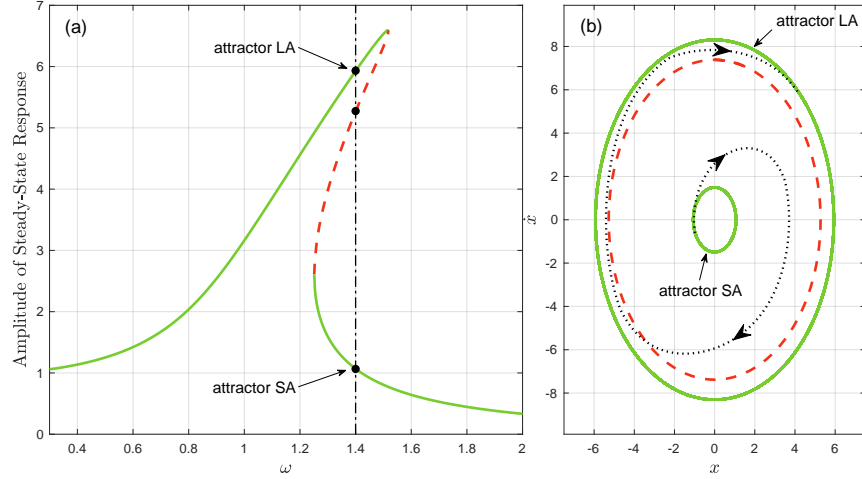 (a)
attractor LA
attractor SA
Amplitude of Steady-State Response
7
6
5
4
3
2
1
0
0.4 0.6 0.8 1 1.2 1.4 1.6 1.8 2
ω
(b)
attractor LA
attractor SA
ẋ
8
6
4
2
0
-2
-4
-6
-8
-6 -4 -2 0 2 4 6
x